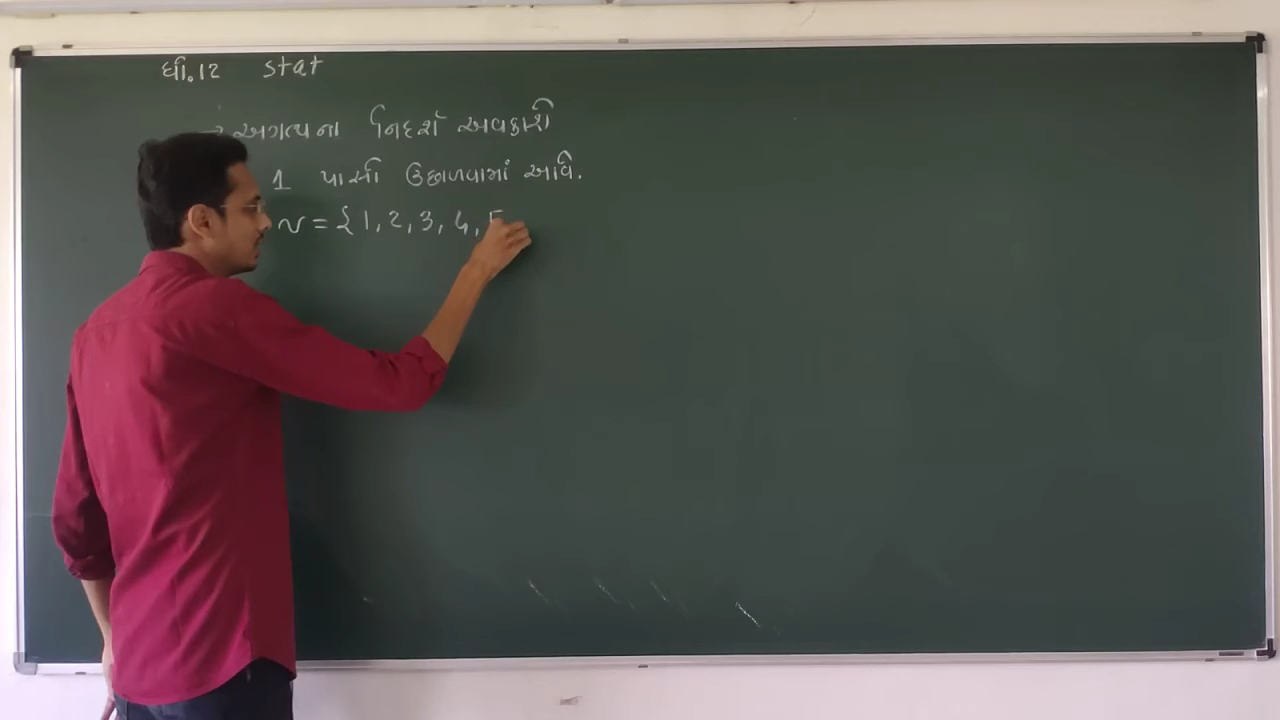 ધો.12 stat
→ અગત્યના નિદર્શ અવકાશ
1 પાસો ઉછાળવામાં આવે.
∪ = {1, 2, 3, 4, 5